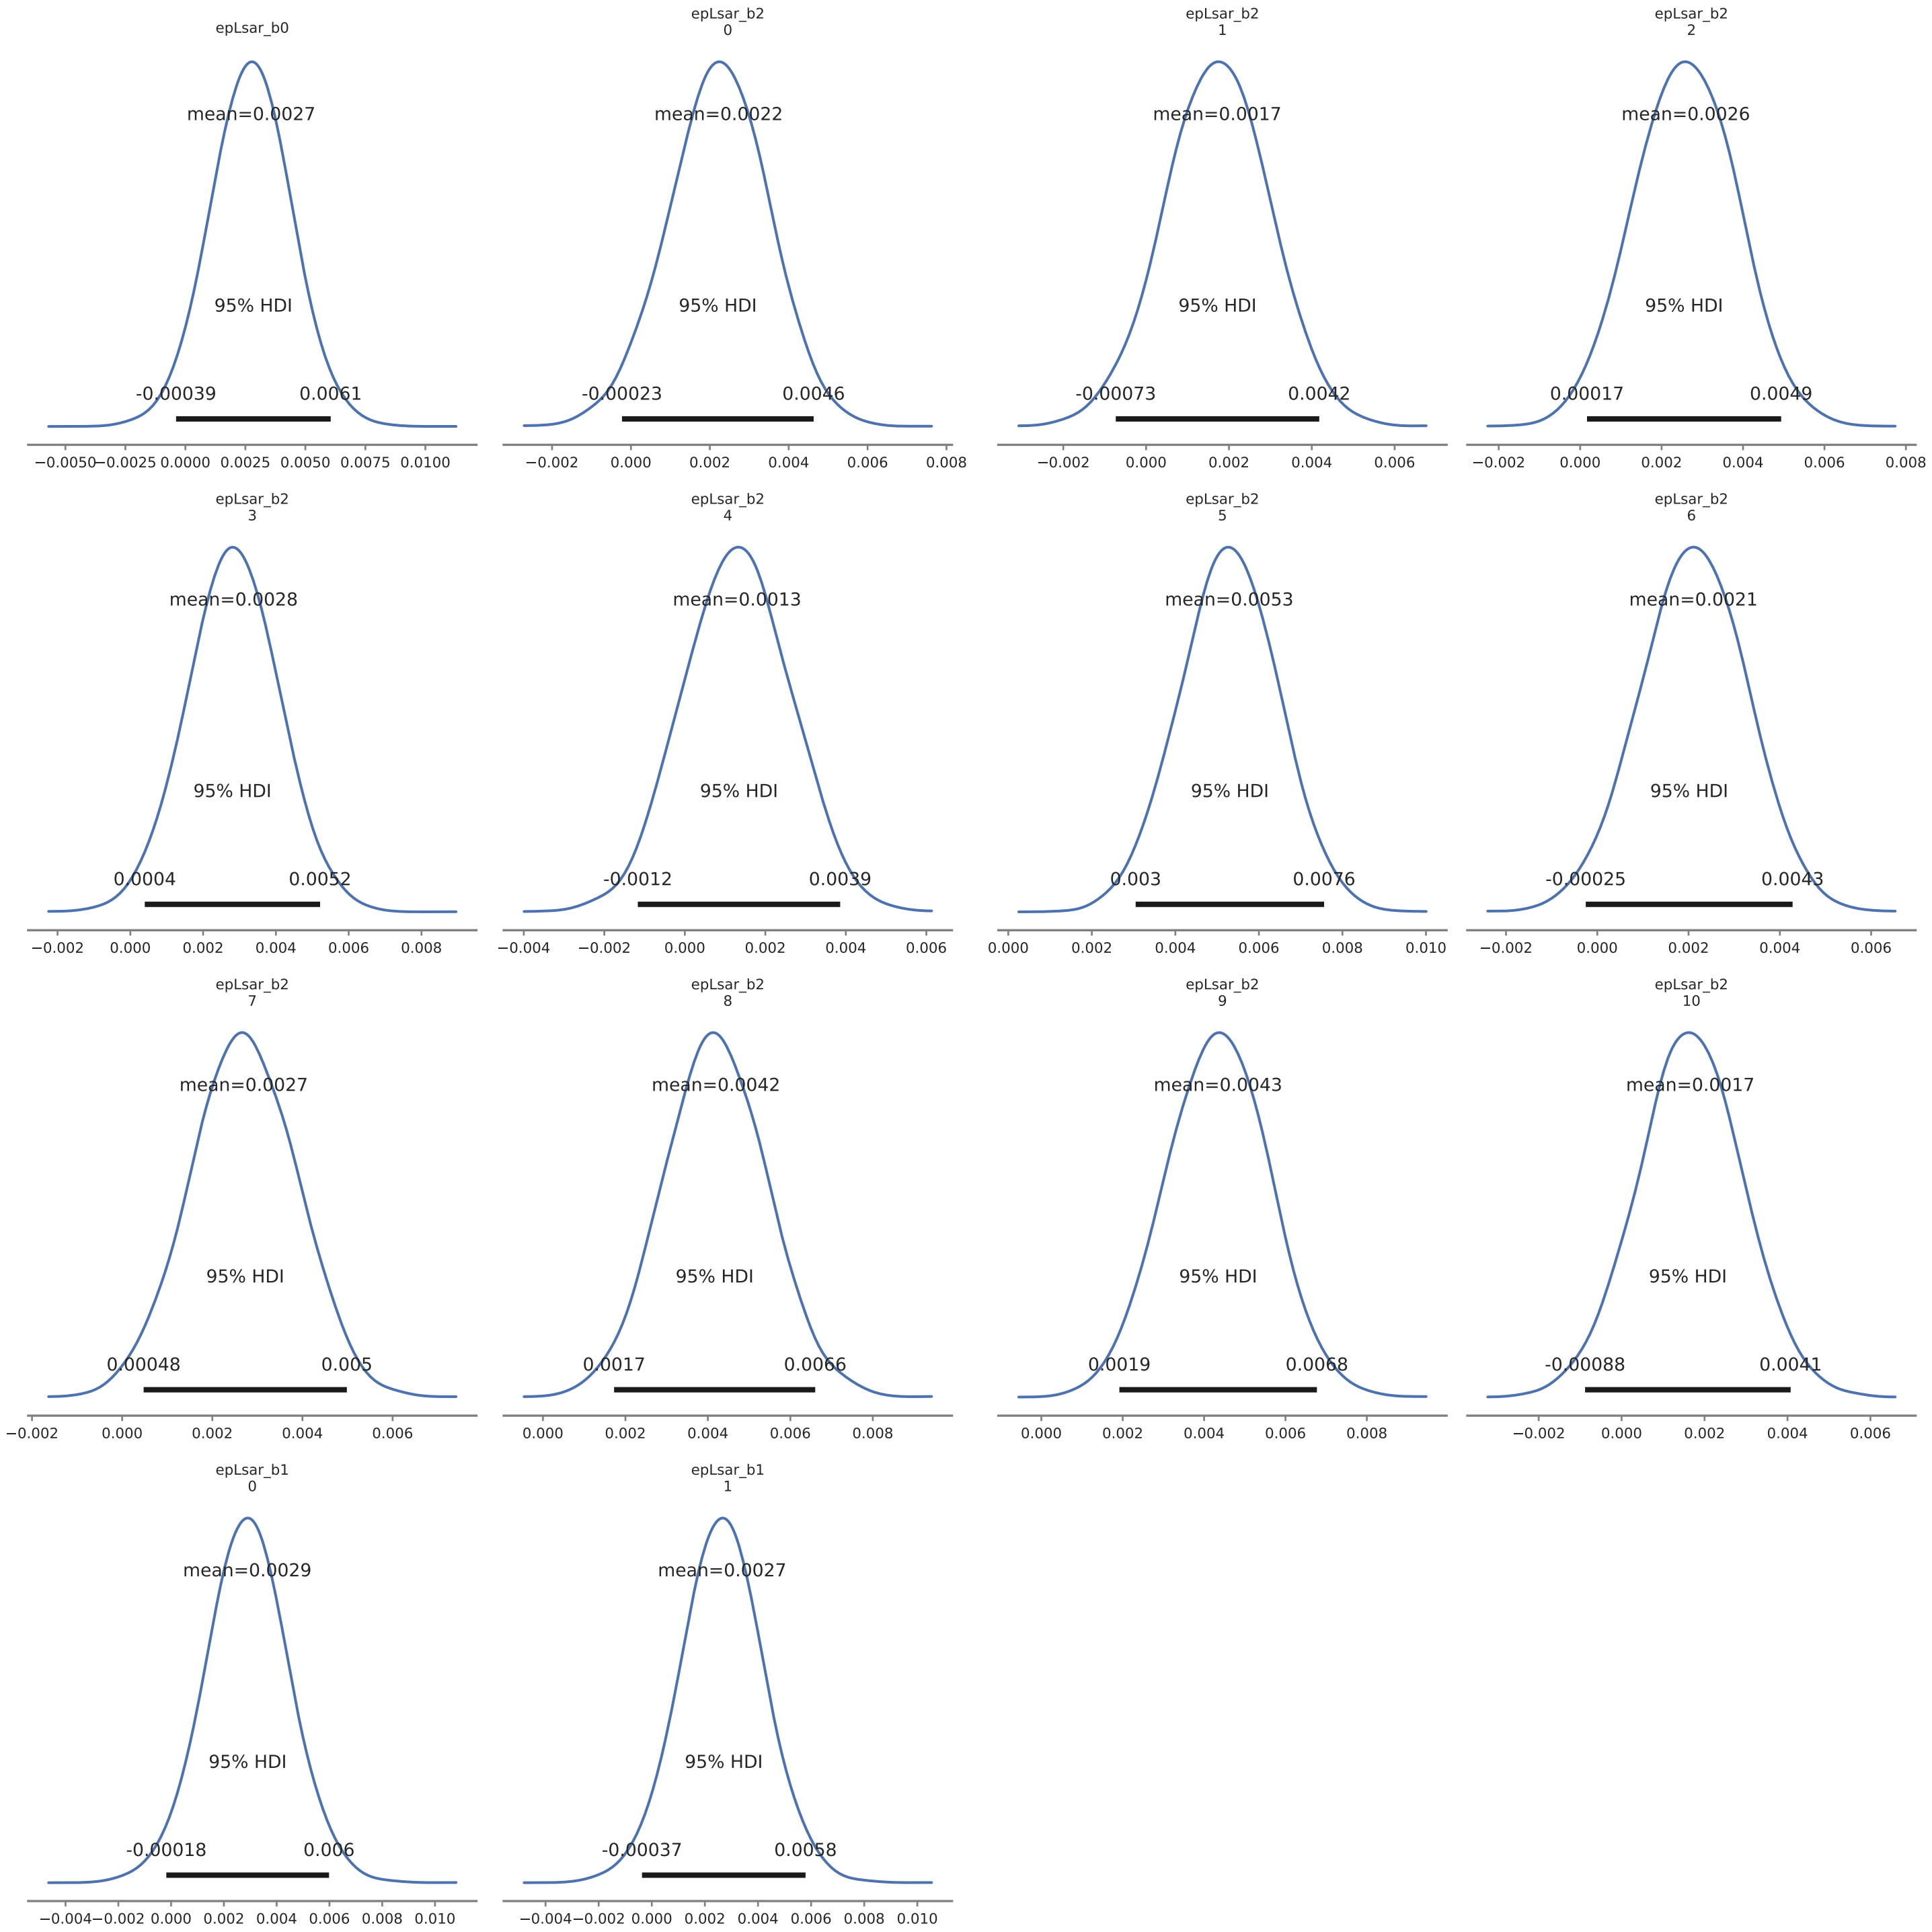 epLsar_b0
mean=0.0027
95% HDI
-0.00039 0.0061
−0.0050 −0.0025 0.0000 0.0025 0.0050 0.0075 0.0100
epLsar_b2
0
mean=0.0022
95% HDI
-0.00023 0.0046
−0.002 0.000 0.002 0.004 0.006 0.008
epLsar_b2
1
mean=0.0017
95% HDI
-0.00073 0.0042
−0.002 0.000 0.002 0.004 0.006
epLsar_b2
2
mean=0.0026
95% HDI
0.00017 0.0049
−0.002 0.000 0.002 0.004 0.006 0.008
epLsar_b2
3
mean=0.0028
95% HDI
0.0004 0.0052
−0.002 0.000 0.002 0.004 0.006 0.008
epLsar_b2
4
mean=0.0013
95% HDI
-0.0012 0.0039
−0.004 −0.002 0.000 0.002 0.004 0.006
epLsar_b2
5
mean=0.0053
95% HDI
0.003 0.0076
0.000 0.002 0.004 0.006 0.008 0.010
epLsar_b2
6
mean=0.0021
95% HDI
-0.00025 0.0043
−0.002 0.000 0.002 0.004 0.006
epLsar_b2
7
mean=0.0027
95% HDI
0.00048 0.005
−0.002 0.000 0.002 0.004 0.006
epLsar_b2
8
mean=0.0042
95% HDI
0.0017 0.0066
0.000 0.002 0.004 0.006 0.008
epLsar_b2
9
mean=0.0043
95% HDI
0.0019 0.0068
0.000 0.002 0.004 0.006 0.008
epLsar_b2
10
mean=0.0017
95% HDI
-0.00088 0.0041
−0.002 0.000 0.002 0.004 0.006
epLsar_b1
0
mean=0.0029
95% HDI
-0.00018 0.006
−0.004 −0.002 0.000 0.002 0.004 0.006 0.008 0.010
epLsar_b1
1
mean=0.0027
95% HDI
-0.00037 0.0058
−0.004 −0.002 0.000 0.002 0.004 0.006 0.008 0.010